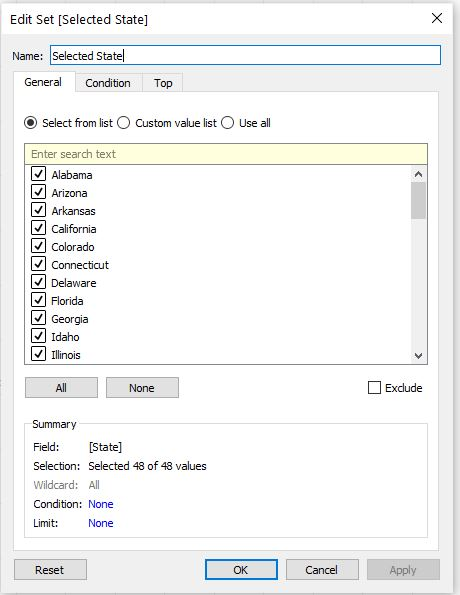 Edit Set [Selected State]
Name: Selected State
General Condition Top
Select from list Custom value list Use all
Enter search text
Alabama
Arizona
Arkansas
California
Colorado
Connecticut
Delaware
Florida
Georgia
Idaho
Illinois
All None Exclude
Summary
Field: [State]
Selection: Selected 48 of 48 values
Wildcard: All
Condition: None
Limit: None
Reset OK Cancel Apply